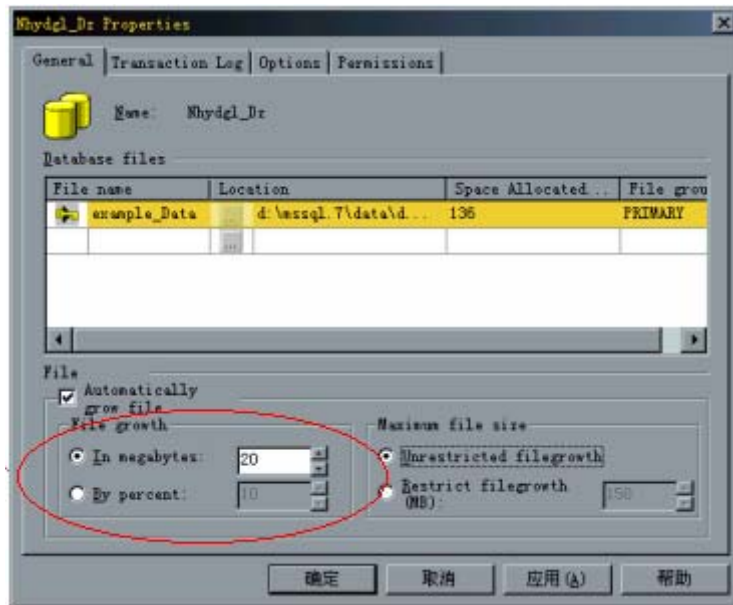 Nhydgl_Dz Properties
General Transaction Log Options Permissions
Name: Nhydgl_Dz
Database files
File name Location Space Allocated... File grou
example_Data ... d:\mssql.7\data\d... 136 PRIMARY
...
File
Automatically
grow file
File growth Maximum file size
In megabytes: 20 Unrestricted filegrowth
By percent: 10 Restrict filegrowth
(MB): 150
确定 取消 应用(A) 帮助